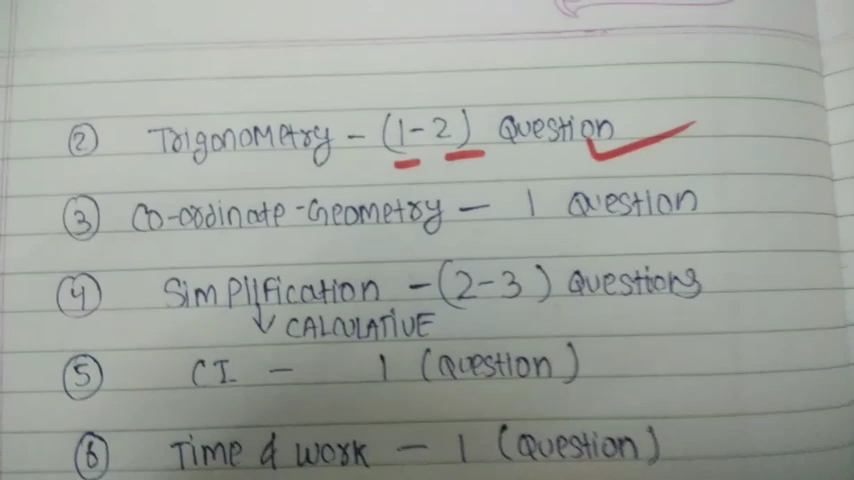 ② Trigonometry - (1-2) Question
③ Co-ordinate-Geometry - 1 Question
④ Simplification - (2-3) Questions
CALCULATIVE
⑤ CI - 1 (Question)
⑥ Time & work - 1 (Question)